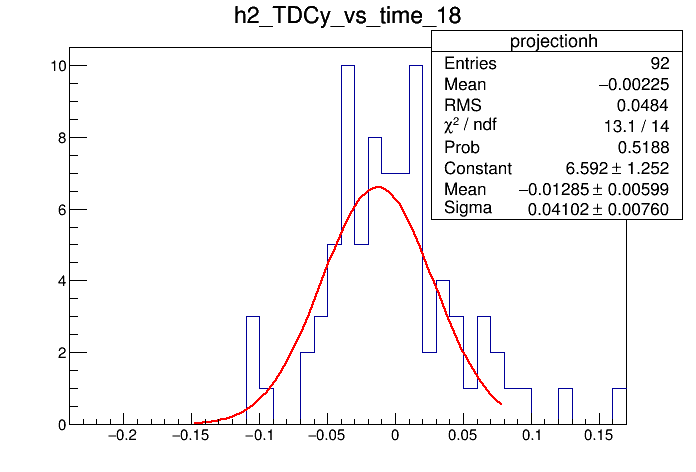 h2_TDCy_vs_time_18
projectionh
Entries 92
Mean −0.00225
RMS 0.0484
χ² / ndf 13.1 / 14
Prob 0.5188
Constant 6.592 ± 1.252
Mean −0.01285 ± 0.00599
Sigma 0.04102 ± 0.00760
10
8
6
4
2
0
−0.2 −0.15 −0.1 −0.05 0 0.05 0.1 0.15